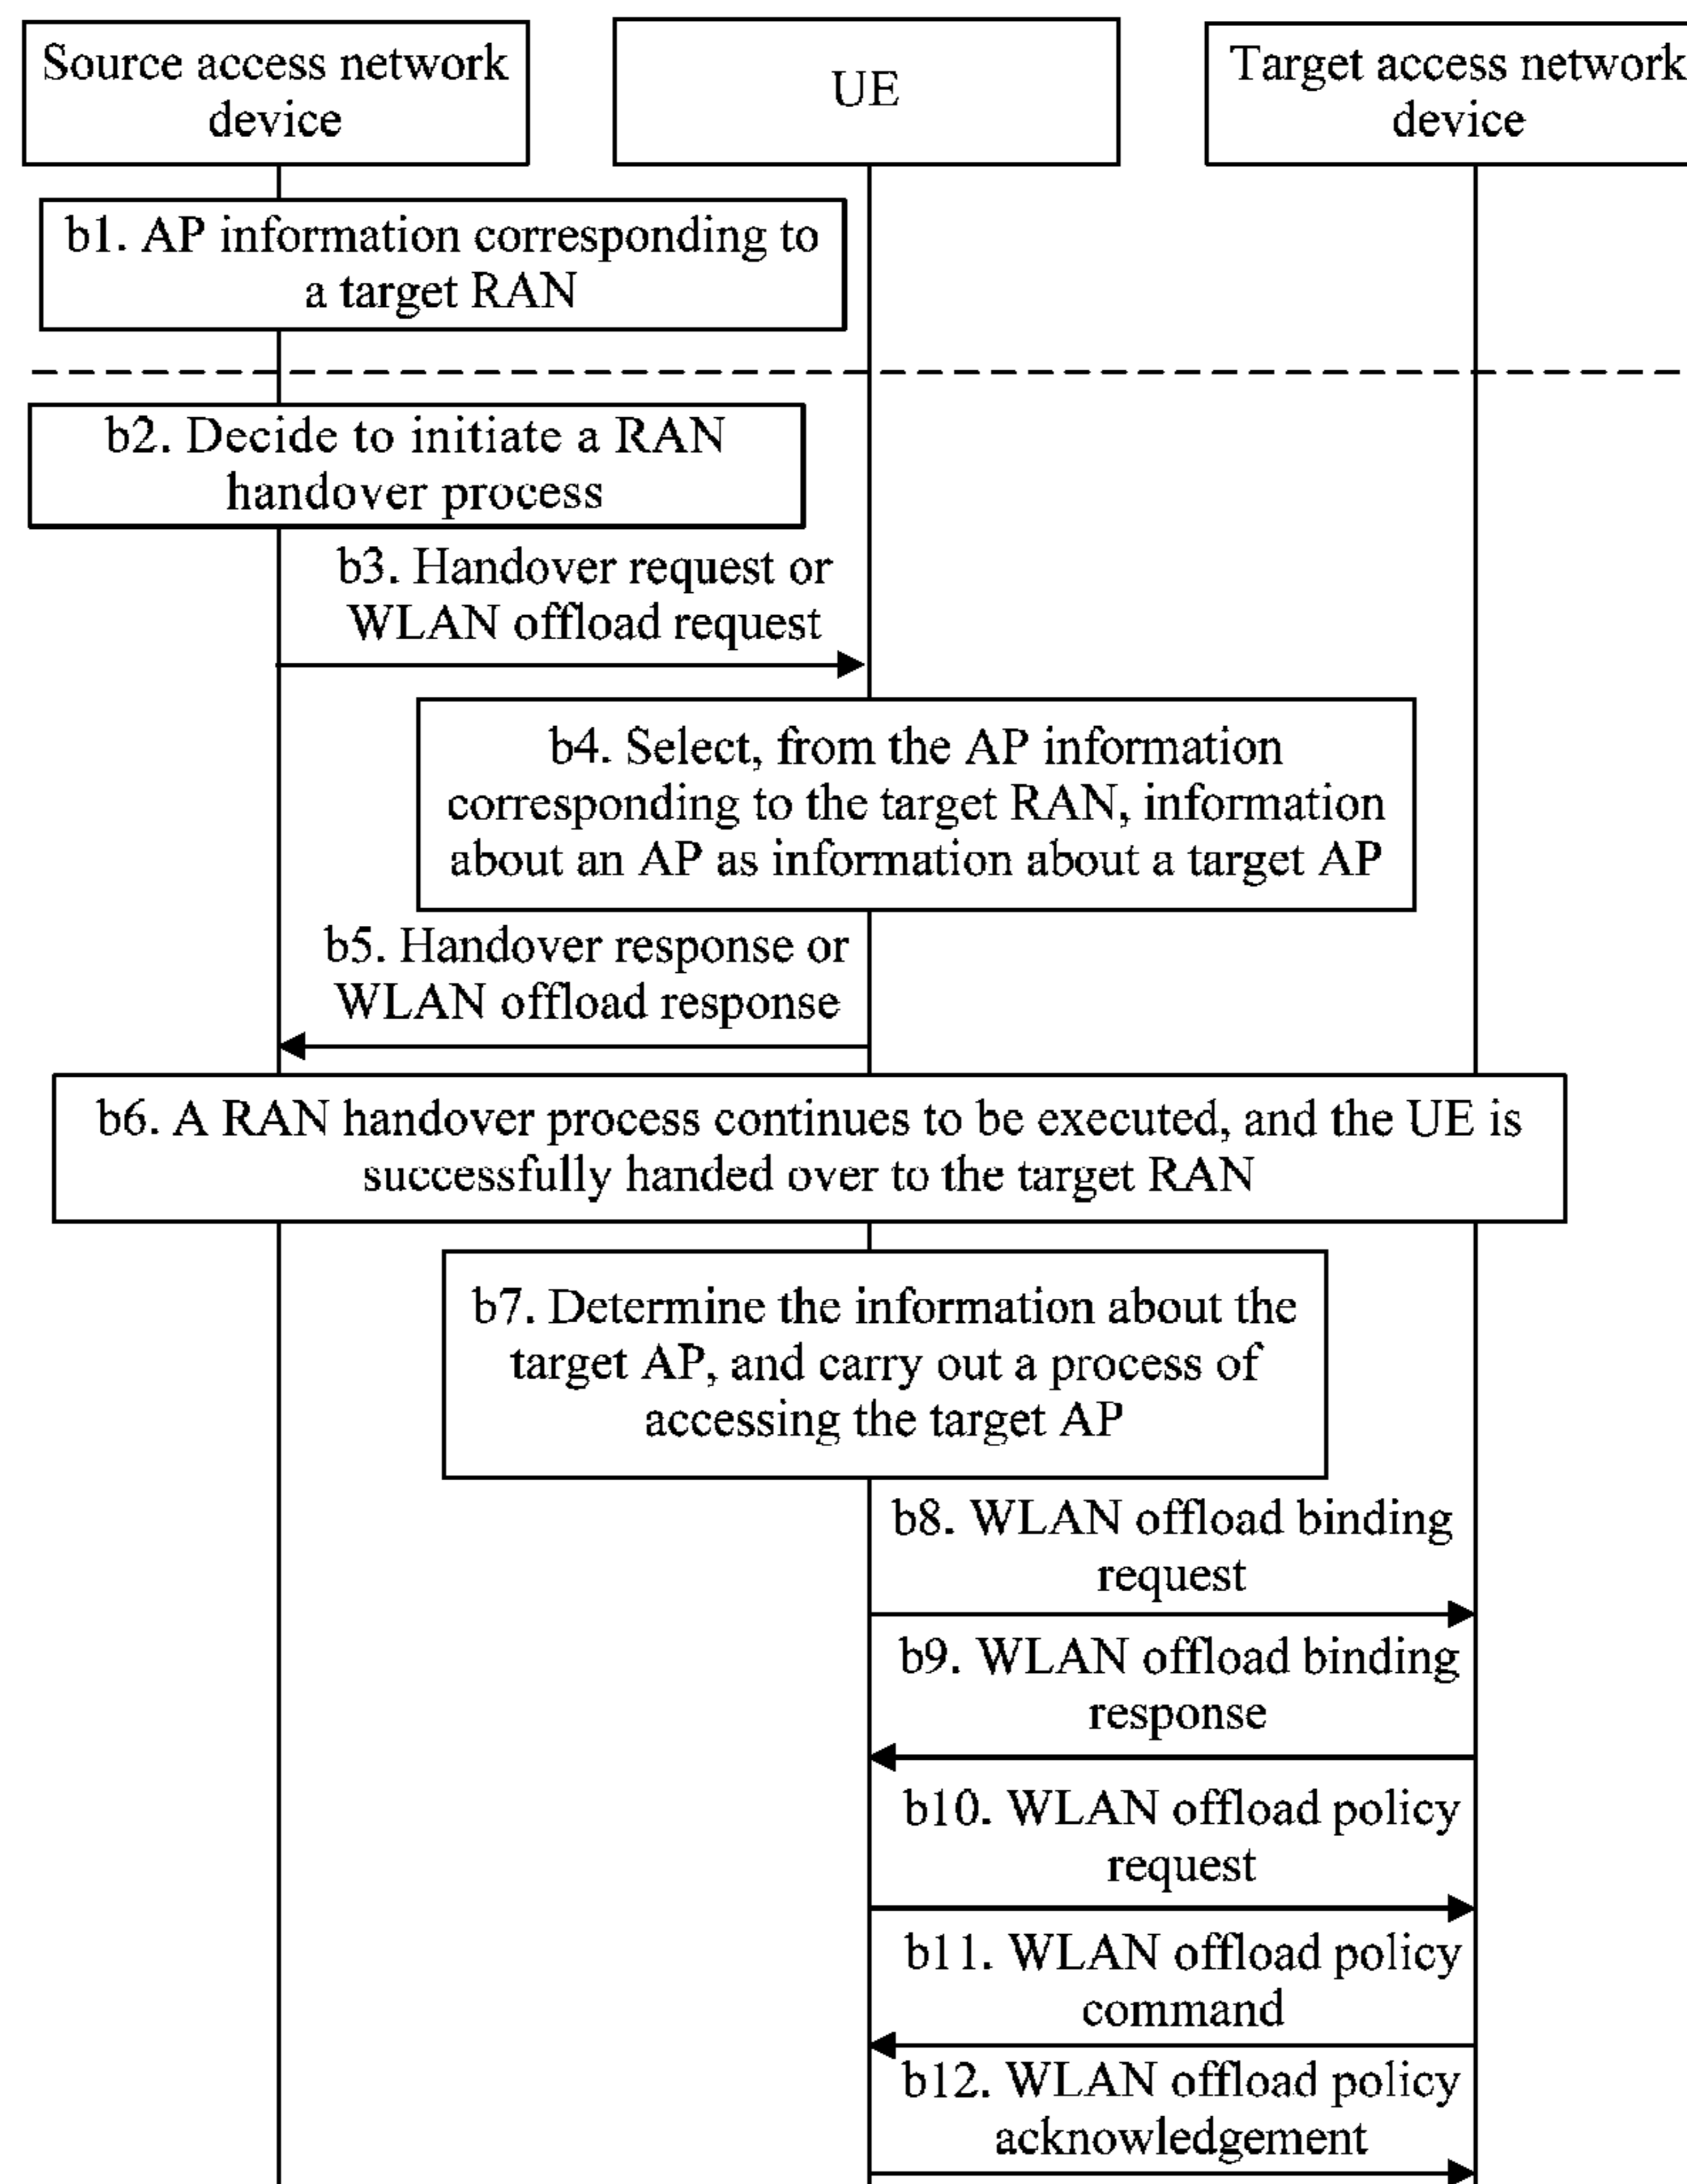 Source access network
device
UE
Target access network
device
b1. AP information corresponding to
a target RAN
b2. Decide to initiate a RAN
handover process
b3. Handover request or
WLAN offload request
b4. Select, from the AP information
corresponding to the target RAN, information
about an AP as information about a target AP
b5. Handover response or
WLAN offload response
b6. A RAN handover process continues to be executed, and the UE is
successfully handed over to the target RAN
b7. Determine the information about the
target AP, and carry out a process of
accessing the target AP
b8. WLAN offload binding
request
b9. WLAN offload binding
response
b10. WLAN offload policy
request
b11. WLAN offload policy
command
b12. WLAN offload policy
acknowledgement